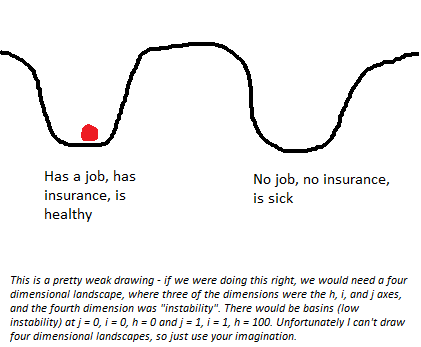 Has a job, has
insurance, is
healthy
No job, no insurance,
is sick
This is a pretty weak drawing - if we were doing this right, we would need a four
dimensional landscape, where three of the dimensions were the h, i, and j axes,
and the fourth dimension was "instability". There would be basins (low
instability) at j = 0, i = 0, h = 0 and j = 1, i = 1, h = 100. Unfortunately I can't draw
four dimensional landscapes, so just use your imagination.